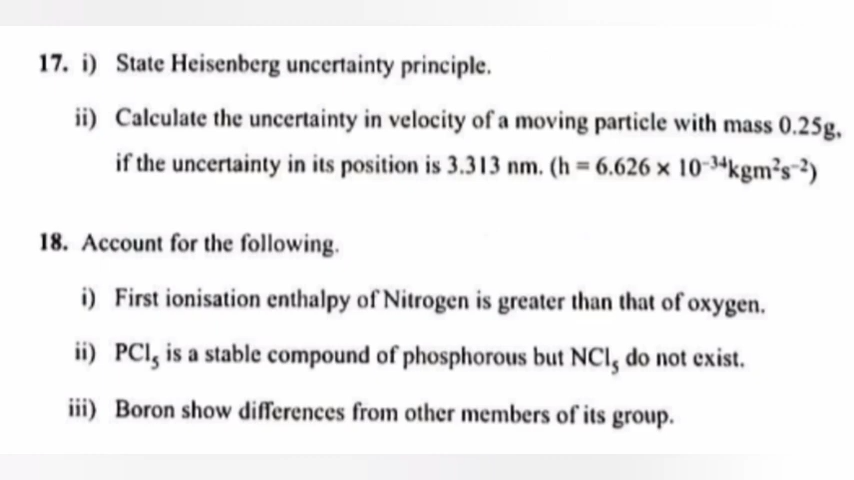 17. i) State Heisenberg uncertainty principle.
ii) Calculate the uncertainty in velocity of a moving particle with mass 0.25g,
if the uncertainty in its position is 3.313 nm. (h = 6.626 × 10⁻³⁴kgm²s⁻²)
18. Account for the following.
i) First ionisation enthalpy of Nitrogen is greater than that of oxygen.
ii) PCl₅ is a stable compound of phosphorous but NCl₅ do not exist.
iii) Boron show differences from other members of its group.